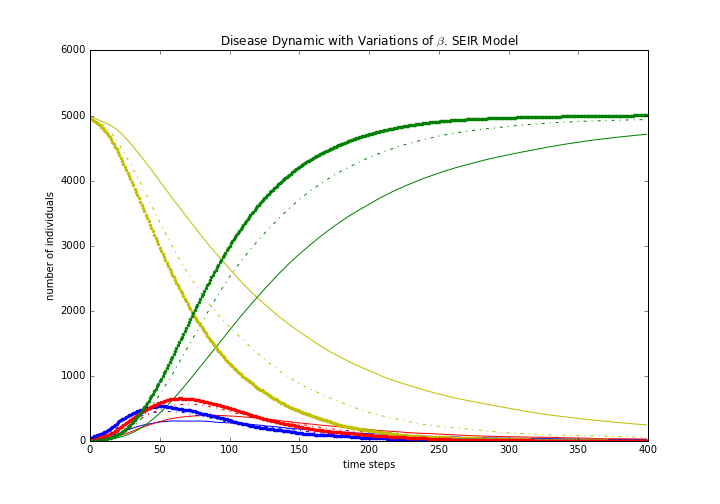 Disease Dynamic with Variations of β. SEIR Model
6000
5000
4000
3000
2000
1000
0
number of individuals
0 50 100 150 200 250 300 350 400
time steps